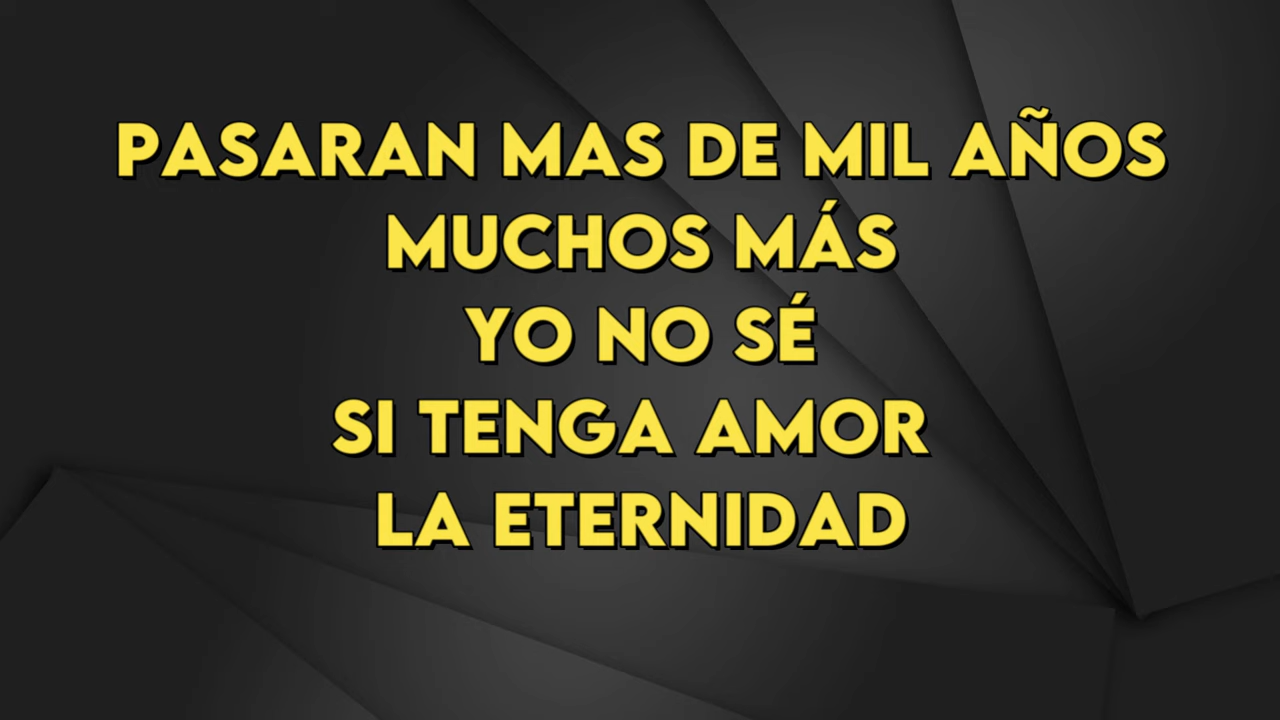 PASARAN MAS DE MIL AÑOS
MUCHOS MÁS
YO NO SÉ
SI TENGA AMOR
LA ETERNIDAD